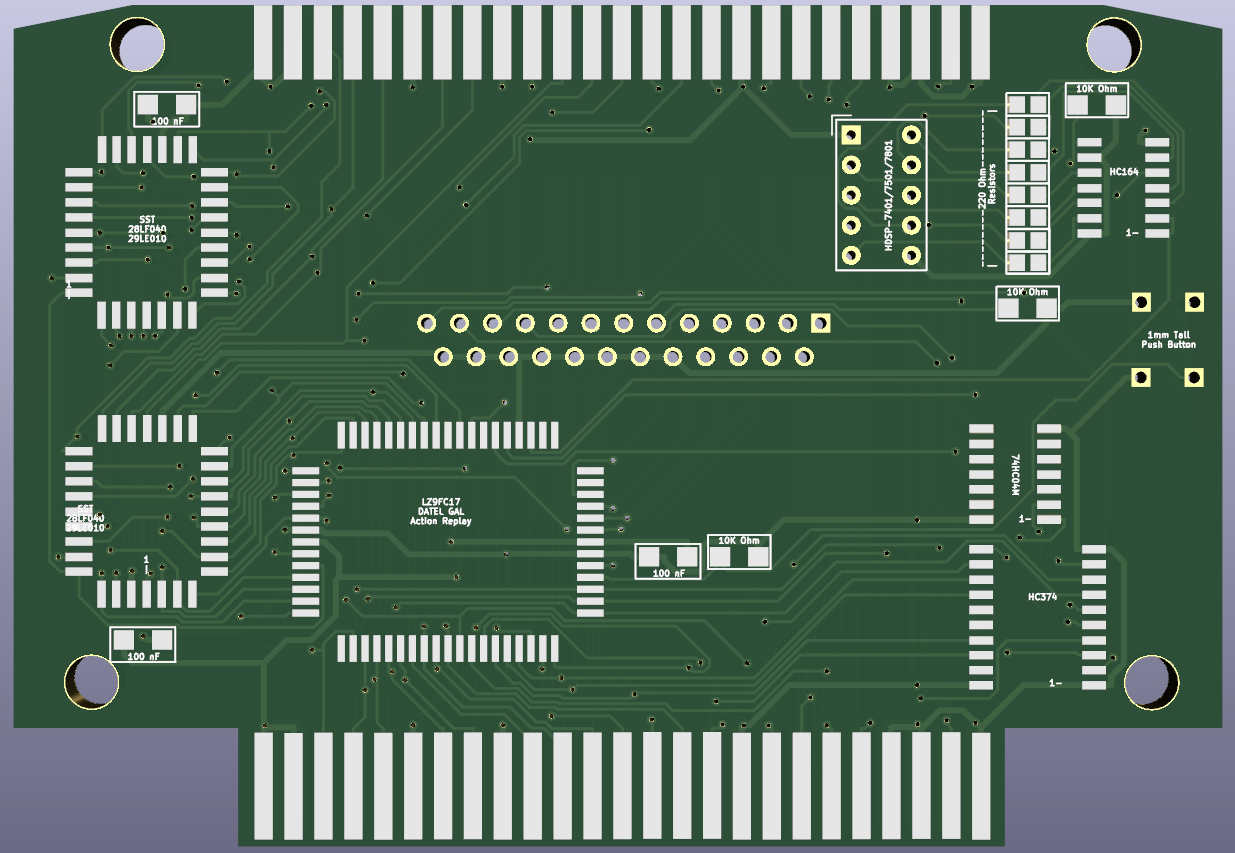 10K Ohm
100 nF
HC164
220 Ohm
Resistors
HDSP-7401/7501/7801
SST
28LF040
29LE010
1-
1
10K Ohm
1mm Tall
Push Button
74HC04M
1-
LZ9FC17
DATEL GAL
Action Replay
SST
28LF040
29LE010
1
10K Ohm
100 nF
HC374
100 nF
1-